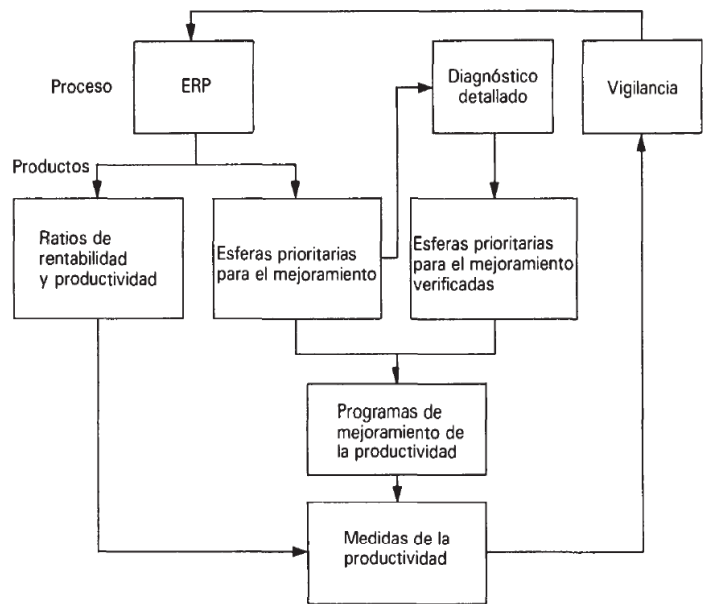 Proceso
ERP
Diagnóstico
detallado
Vigilancia
Productos
Ratios de
rentabilidad
y productividad
Esferas prioritarias
para el mejoramiento
Esferas prioritarias
para el mejoramiento
verificadas
Programas de
mejoramiento de
la productividad
Medidas de la
productividad